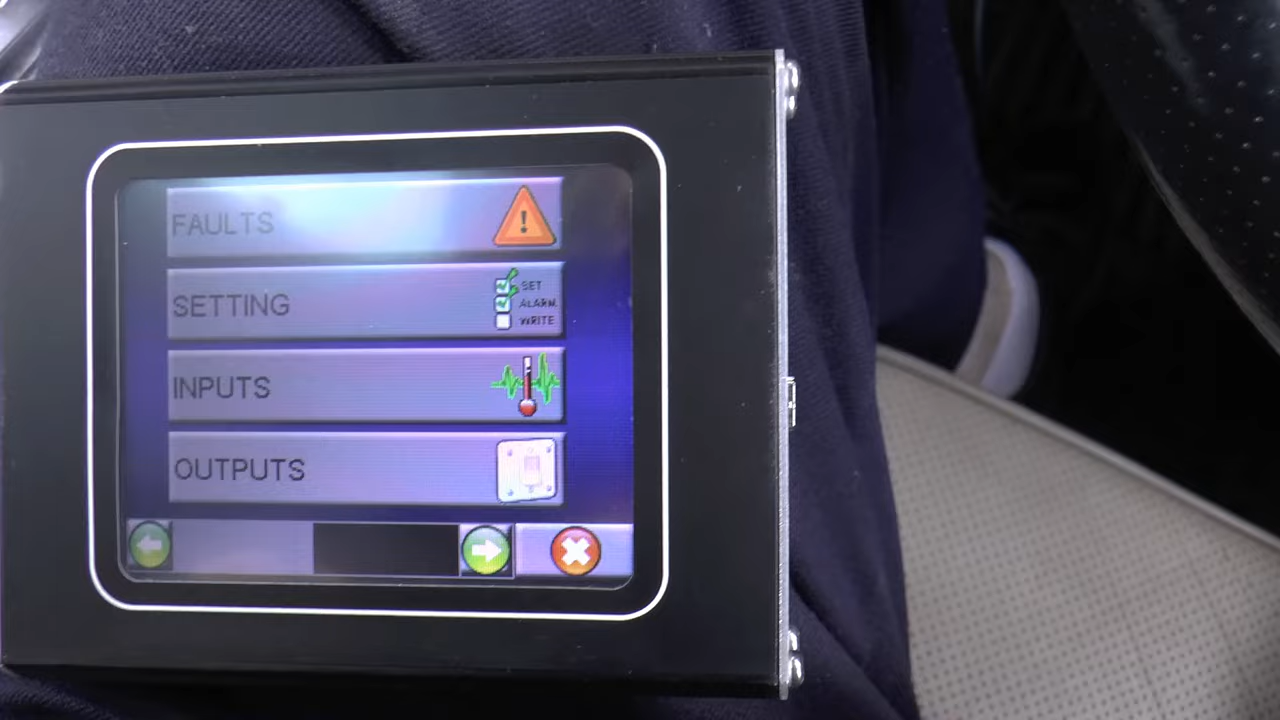 FAULTS
SETTING
SET
ALARM
WRITE
INPUTS
OUTPUTS